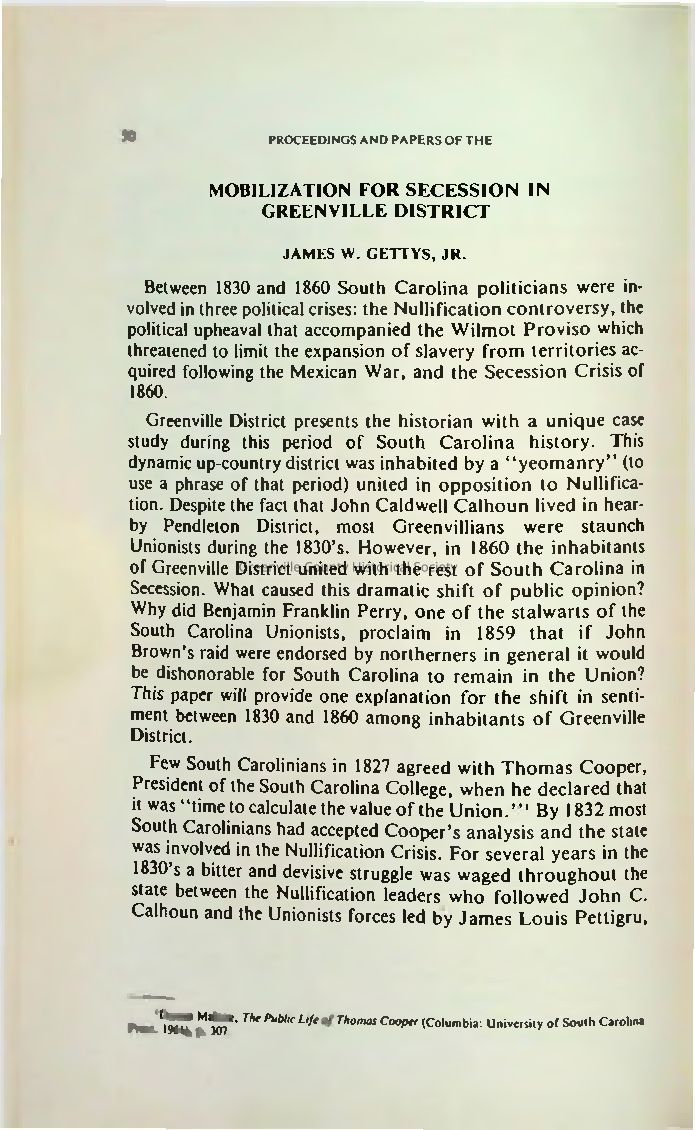 PROCEEDINGS AND PAPERS OF THE
MOBILIZATION FOR SECESSION IN
GREENVILLE DISTRICT
JAMES W. GETTYS, JR.
Between 1830 and 1860 South Carolina politicians were in-
volved in three political crises: the Nullification controversy, the
political upheaval that accompanied the Wilmot Proviso which
threatened to limit the expansion of slavery from territories ac-
quired following the Mexican War, and the Secession Crisis of
1860.
Greenville District presents the historian with a unique case
study during this period of South Carolina history. This
dynamic up-country district was inhabited by a "yeomanry" (to
use a phrase of that period) united in opposition to Nullifica-
tion. Despite the fact that John Caldwell Calhoun lived in hear-
by Pendleton District, most Greenvillians were staunch
Unionists during the 1830's. However, in 1860 the inhabitants
of Greenville District united with the rest of South Carolina in
Secession. What caused this dramatic shift of public opinion?
Why did Benjamin Franklin Perry, one of the stalwarts of the
South Carolina Unionists, proclaim in 1859 that if John
Brown's raid were endorsed by northerners in general it would
be dishonorable for South Carolina to remain in the Union?
This paper will provide one explanation for the shift in senti-
ment between 1830 and 1860 among inhabitants of Greenville
District.
Few South Carolinians in 1827 agreed with Thomas Cooper,
President of the South Carolina College, when he declared that
it was "time to calculate the value of the Union."¹ By 1832 most
South Carolinians had accepted Cooper's analysis and the state
was involved in the Nullification Crisis. For several years in the
1830's a bitter and devisive struggle was waged throughout the
state between the Nullification leaders who followed John C.
Calhoun and the Unionists forces led by James Louis Pettigru,
The Public Life of Thomas Cooper (Columbia: University of South Carolina
307
Greenville County Historical Society